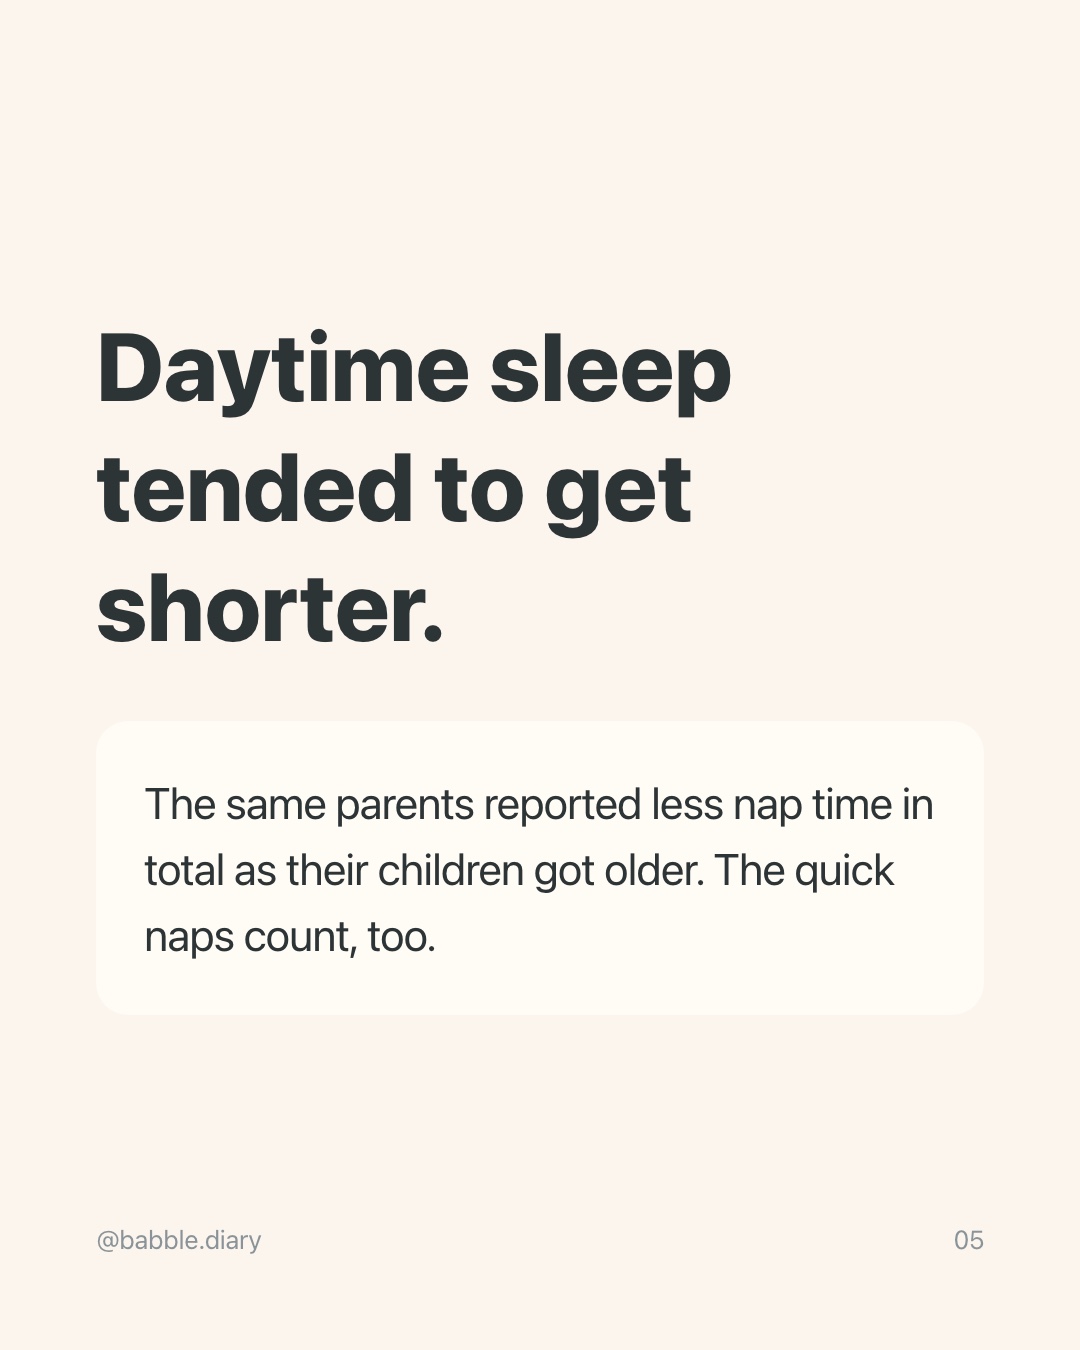 Daytime sleep
tended to get
shorter.
The same parents reported less nap time in
total as their children got older. The quick
naps count, too.
@babble.diary
05